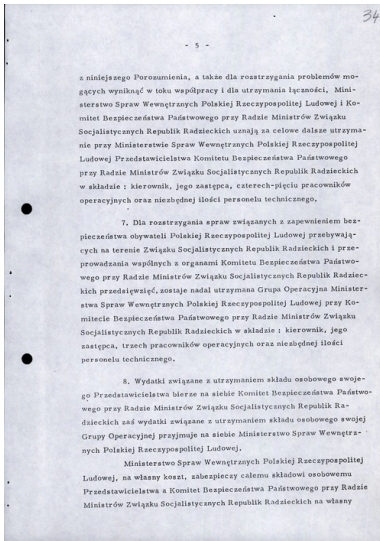 34
- 5 -
z niniejszego Porozumienia, a także dla rozstrzygania problemów mo-
gących wyniknąć w toku współpracy i dla utrzymania łączności, Mini-
sterstwo Spraw Wewnętrznych Polskiej Rzeczypospolitej Ludowej i Ko-
mitet Bezpieczeństwa Państwowego przy Radzie Ministrów Związku
Socjalistycznych Republik Radzieckich uznają za celowe dalsze utrzyma-
nie przy Ministerstwie Spraw Wewnętrznych Polskiej Rzeczypospolitej
Ludowej Przedstawicielstwa Komitetu Bezpieczeństwa Państwowego
przy Radzie Ministrów Związku Socjalistycznych Republik Radzieckich
w składzie : kierownik, jego zastępca, czterech-pięciu pracowników
operacyjnych oraz niezbędnej ilości personelu technicznego.
7. Dla rozstrzygania spraw związanych z zapewnieniem bez-
pieczeństwa obywateli Polskiej Rzeczypospolitej Ludowej przebywają-
cych na terenie Związku Socjalistycznych Republik Radzieckich i prze-
prowadzania wspólnych z organami Komitetu Bezpieczeństwa Państwo-
wego przy Radzie Ministrów Związku Socjalistycznych Republik Radziec-
kich przedsięwzięć, zostaje nadal utrzymana Grupa Operacyjna Minister-
stwa Spraw Wewnętrznych Polskiej Rzeczypospolitej Ludowej przy Ko-
mitecie Bezpieczeństwa Państwowego przy Radzie Ministrów Związku
Socjalistycznych Republik Radzieckich w składzie : kierownik, jego
zastępca, trzech pracowników operacyjnych oraz niezbędnej ilości
personelu technicznego.
8. Wydatki związane z utrzymaniem składu osobowego swoje-
go Przedstawicielstwa bierze na siebie Komitet Bezpieczeństwa Państwo-
wego przy Radzie Ministrów Związku Socjalistycznych Republik Ra-
dzieckich zaś wydatki związane z utrzymaniem składu osobowego swojej
Grupy Operacyjnej przyjmuje na siebie Ministerstwo Spraw Wewnętrz-
nych Polskiej Rzeczypospolitej Ludowej.
Ministerstwo Spraw Wewnętrznych Polskiej Rzeczypospolitej
Ludowej, na własny koszt, zabezpieczy całemu składowi osobowemu
Przedstawicielstwa a Komitet Bezpieczeństwa Państwowego przy Radzie
Ministrów Związku Socjalistycznych Republik Radzieckich na własny